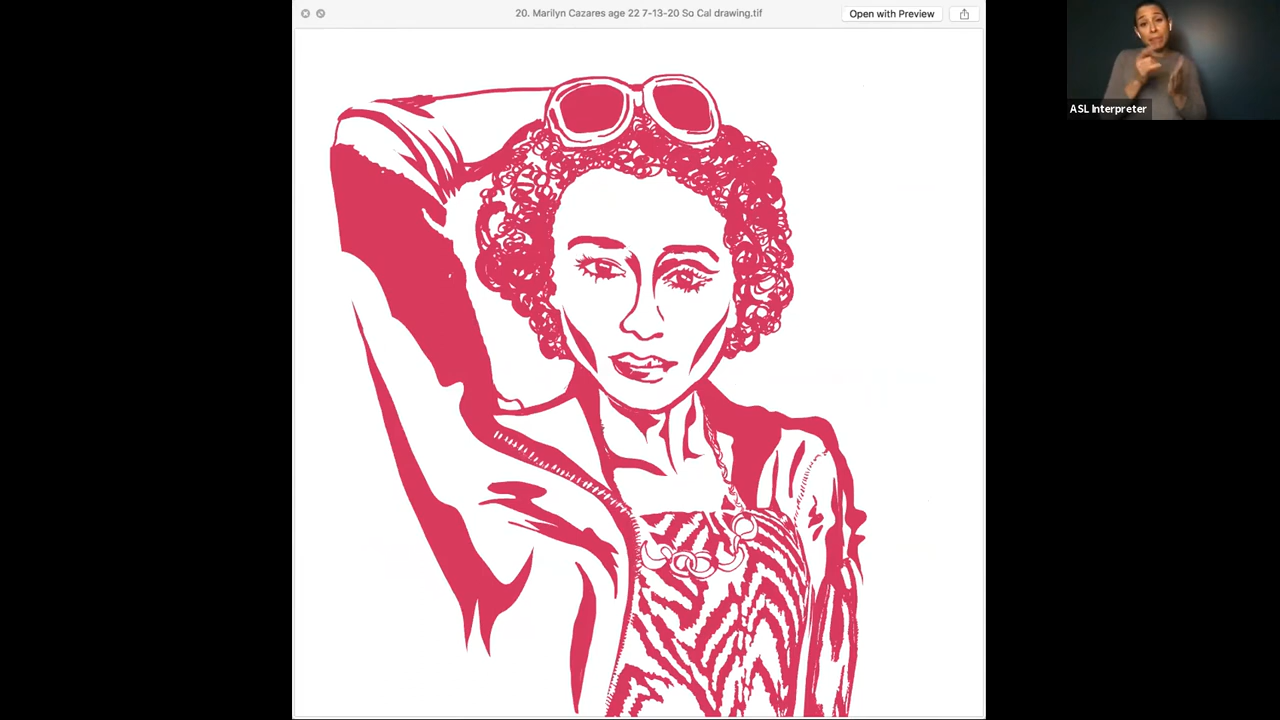 20. Marilyn Cazares age 22 7-13-20 So Cal drawing.tif
Open with Preview
ASL Interpreter